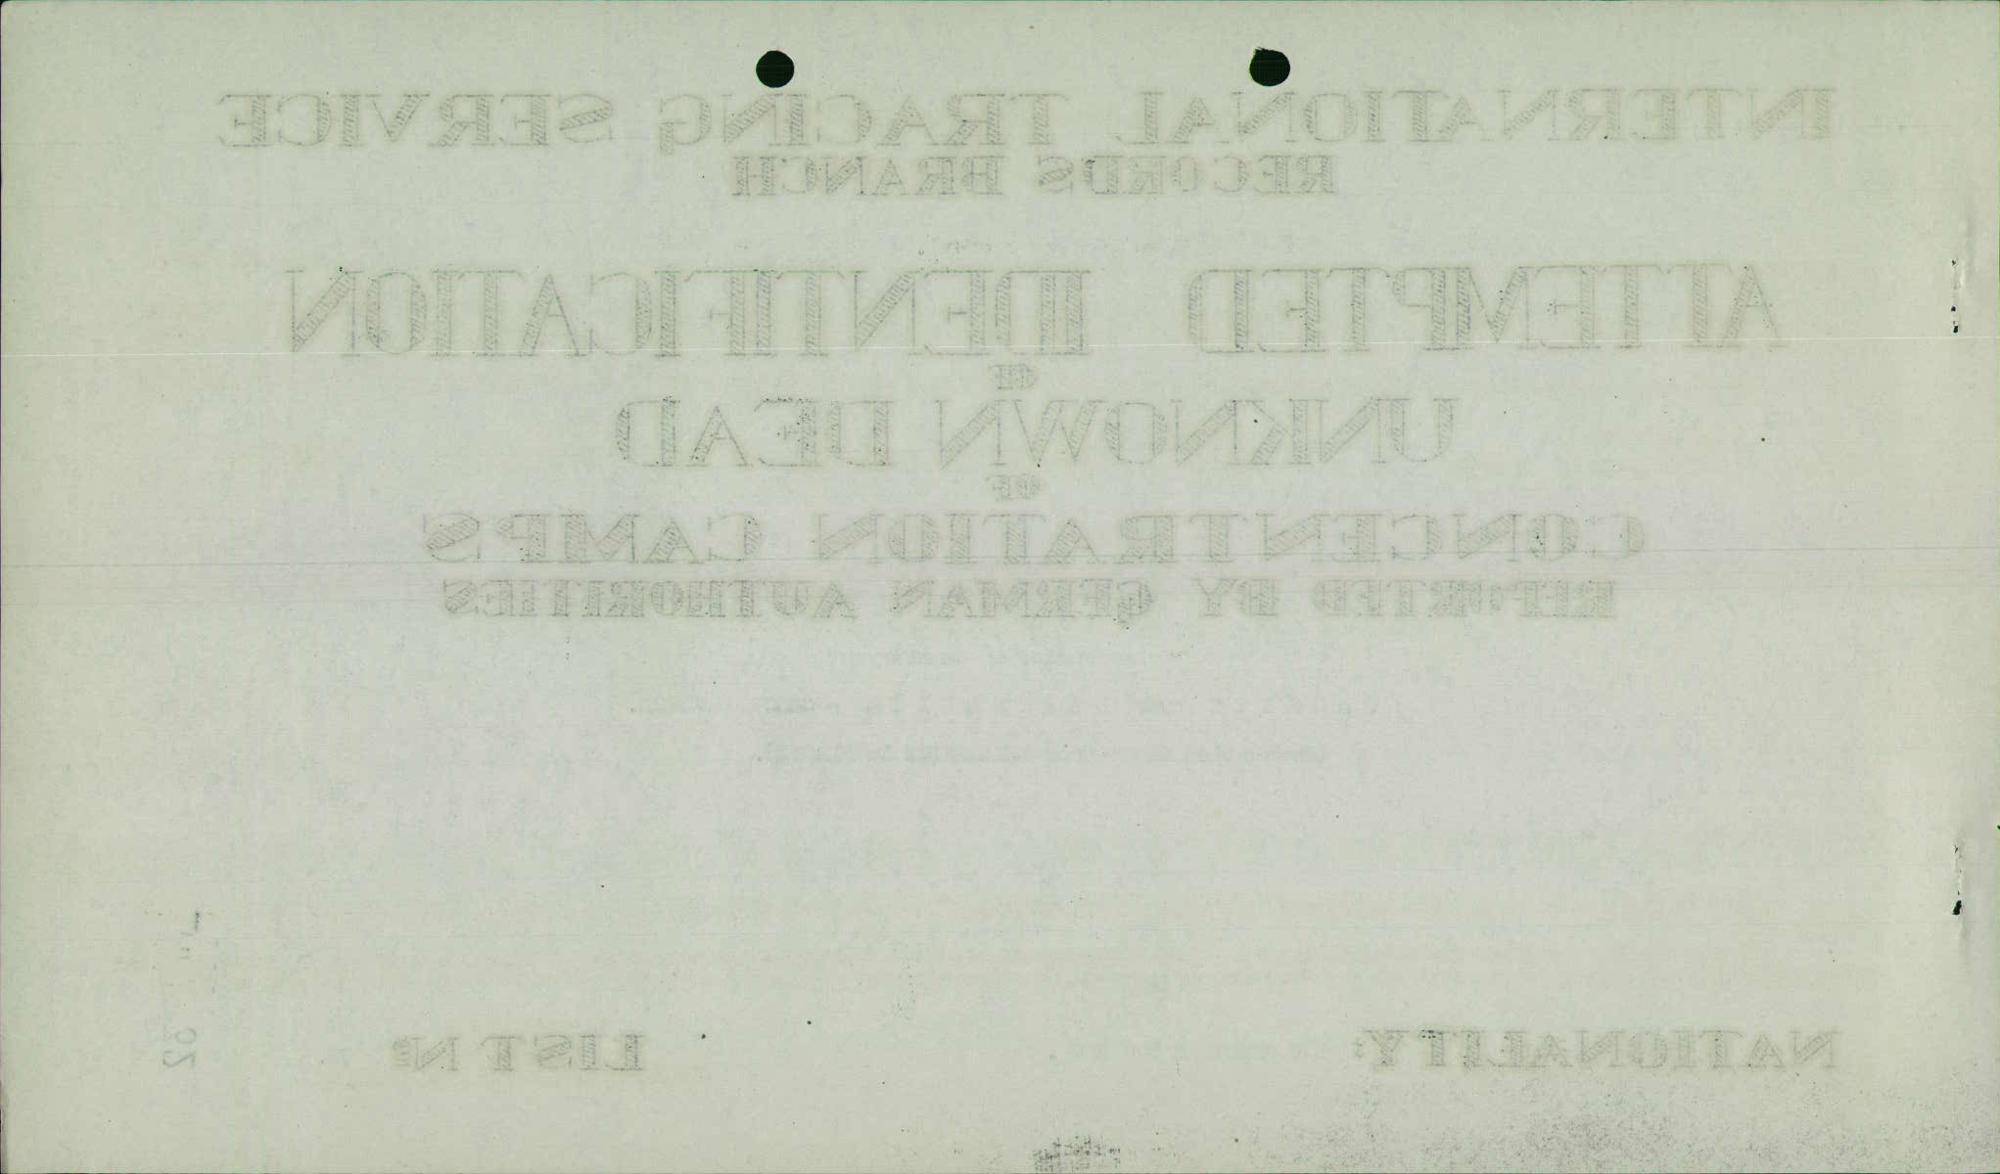 INTERNATIONAL TRACING SERVICE
RECORDS BRANCH
ATTEMPTED IDENTIFICATION
OF
UNKNOWN DEAD
OF
CONCENTRATION CAMPS
REPORTED BY GERMAN AUTHORITIES
NATIONALITY:
LIST Nº